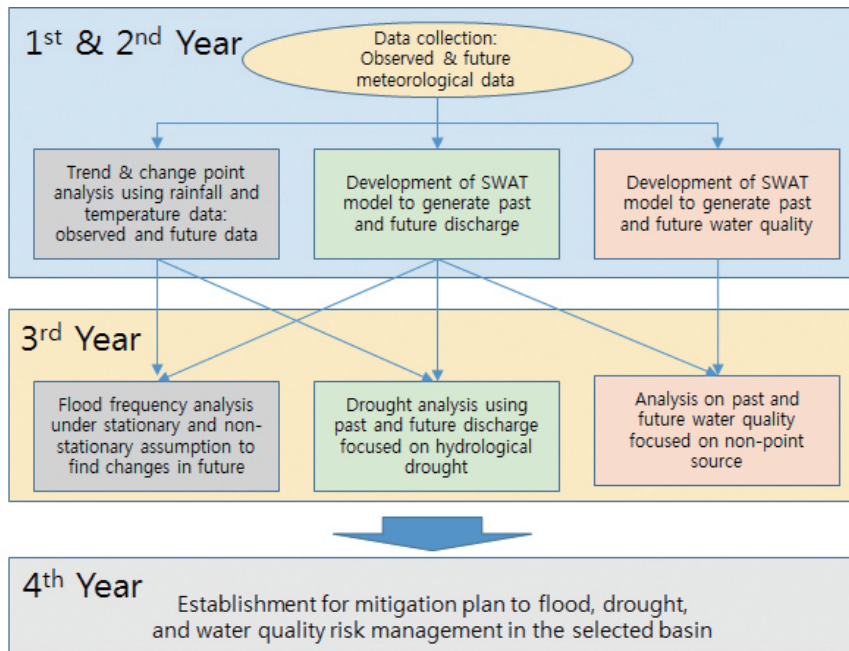 1st & 2nd Year
Data collection:
Observed & future
meteorological data
Trend & change point
analysis using rainfall and
temperature data:
observed and future data
Development of SWAT
model to generate past
and future discharge
Development of SWAT
model to generate past
and future water quality
3rd Year
Flood frequency analysis
under stationary and non-
stationary assumption to
find changes in future
Drought analysis using
past and future discharge
focused on hydrological
drought
Analysis on past and
future water quality
focused on non-point
source
4th Year
Establishment for mitigation plan to flood, drought,
and water quality risk management in the selected basin